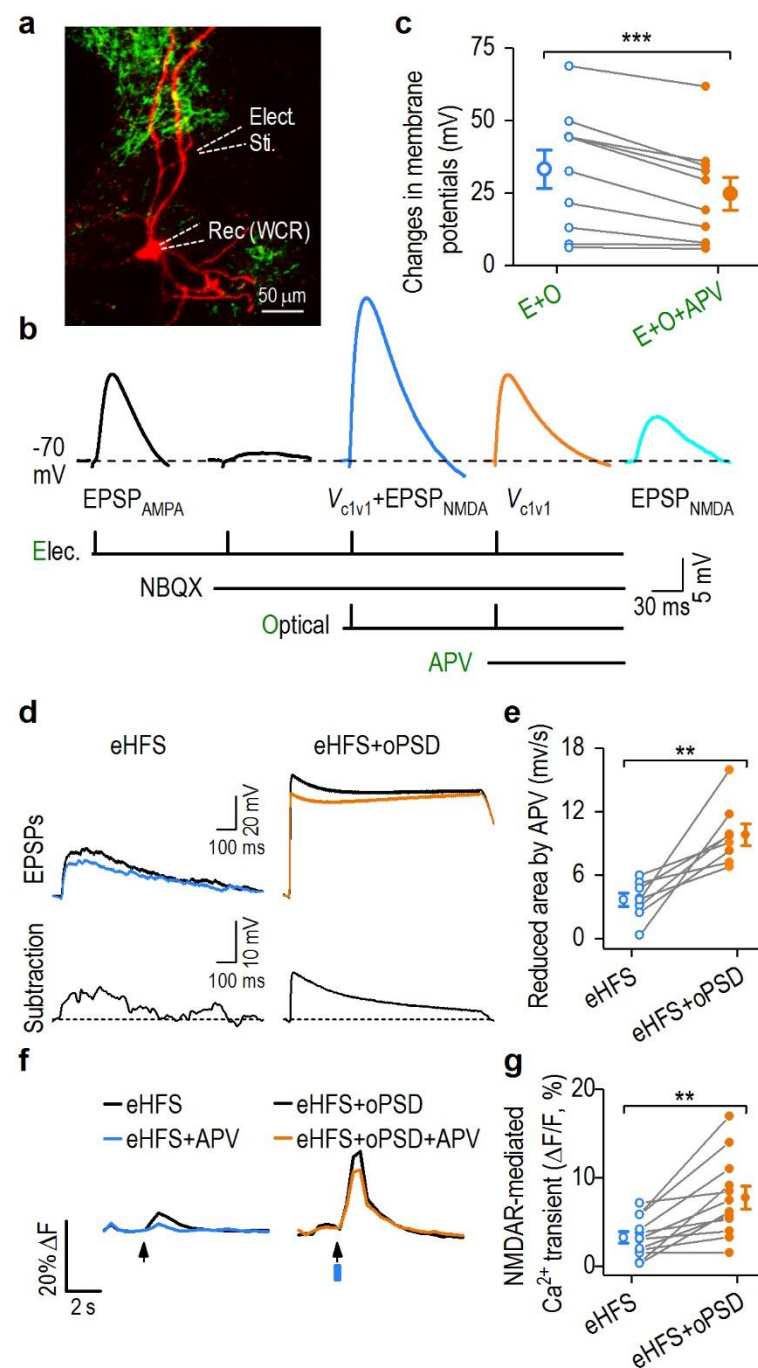 a
Elect.
Sti.
Rec (WCR)
50 μm
c
***
Changes in membrane
potentials (mV)
75
50
25
0
E+O
E+O+APV
b
-70
mV
EPSP_AMPA
V_c1v1+EPSP_NMDA
V_c1v1
EPSP_NMDA
Elec.
NBQX
Optical
APV
5 mV
30 ms
d
eHFS
eHFS+oPSD
EPSPs
20 mV
100 ms
Subtraction
10 mV
100 ms
e
**
Reduced area by APV (mv/s)
18
12
6
0
eHFS
eHFS+oPSD
f
eHFS
eHFS+oPSD
eHFS+APV
eHFS+oPSD+APV
20% ΔF
2 s
g
**
NMDAR-mediated
Ca²⁺ transient (ΔF/F, %)
20
10
0
eHFS
eHFS+oPSD